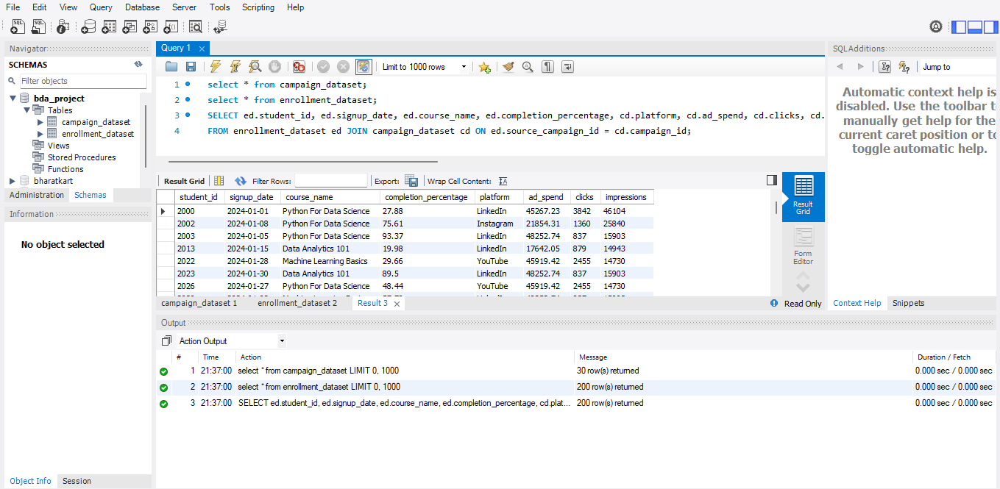 File Edit View Query Database Server Tools Scripting Help
Navigator
SCHEMAS
Filter objects
bda_project
Tables
campaign_dataset
enrollment_dataset
Views
Stored Procedures
Functions
bharatkart
Administration Schemas
Information
No object selected
Object Info Session
Query 1
Limit to 1000 rows
1 select * from campaign_dataset;
2 select * from enrollment_dataset;
3 SELECT ed.student_id, ed.signup_date, ed.course_name, ed.completion_percentage, cd.platform, cd.ad_spend, cd.clicks, cd.
4 FROM enrollment_dataset ed JOIN campaign_dataset cd ON ed.source_campaign_id = cd.campaign_id;
Result Grid Filter Rows: Export: Wrap Cell Content:
student_id signup_date course_name completion_percentage platform ad_spend clicks impressions
2000 2024-01-01 Python For Data Science 27.88 LinkedIn 45267.23 3842 46104
2002 2024-01-08 Python For Data Science 75.61 Instagram 21854.31 1360 25840
2003 2024-01-05 Python For Data Science 93.37 LinkedIn 48252.74 837 15903
2013 2024-01-15 Data Analytics 101 19.98 LinkedIn 17642.05 879 14943
2022 2024-01-28 Machine Learning Basics 29.66 YouTube 45919.42 2455 14730
2023 2024-01-30 Data Analytics 101 89.5 LinkedIn 48252.74 837 15903
2026 2024-01-27 Python For Data Science 48.44 YouTube 45919.42 2455 14730
Result
Grid
Form
Editor
campaign_dataset 1 enrollment_dataset 2 Result 3 Read Only
SQLAdditions
Jump to
Automatic context help is
disabled. Use the toolbar t
manually get help for the
current caret position or to
toggle automatic help.
Context Help Snippets
Output
Action Output
# Time Action Message Duration / Fetch
1 21:37:00 select * from campaign_dataset LIMIT 0, 1000 30 row(s) returned 0.000 sec / 0.000 sec
2 21:37:00 select * from enrollment_dataset LIMIT 0, 1000 200 row(s) returned 0.000 sec / 0.000 sec
3 21:37:00 SELECT ed.student_id, ed.signup_date, ed.course_name, ed.completion_percentage, cd.plat... 200 row(s) returned 0.000 sec / 0.000 sec